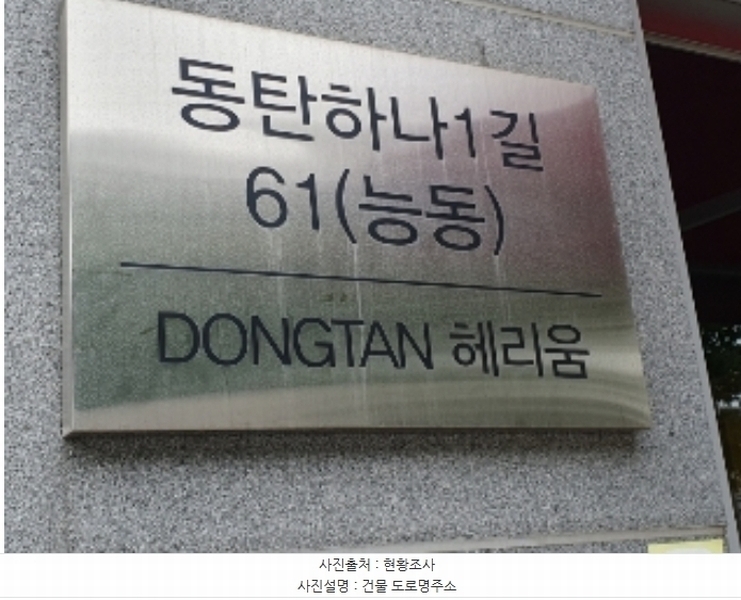 동탄하나1길
61(능동)
DONGTAN 헤리움
사진출처 : 현황조사
사진설명 : 건물 도로명주소